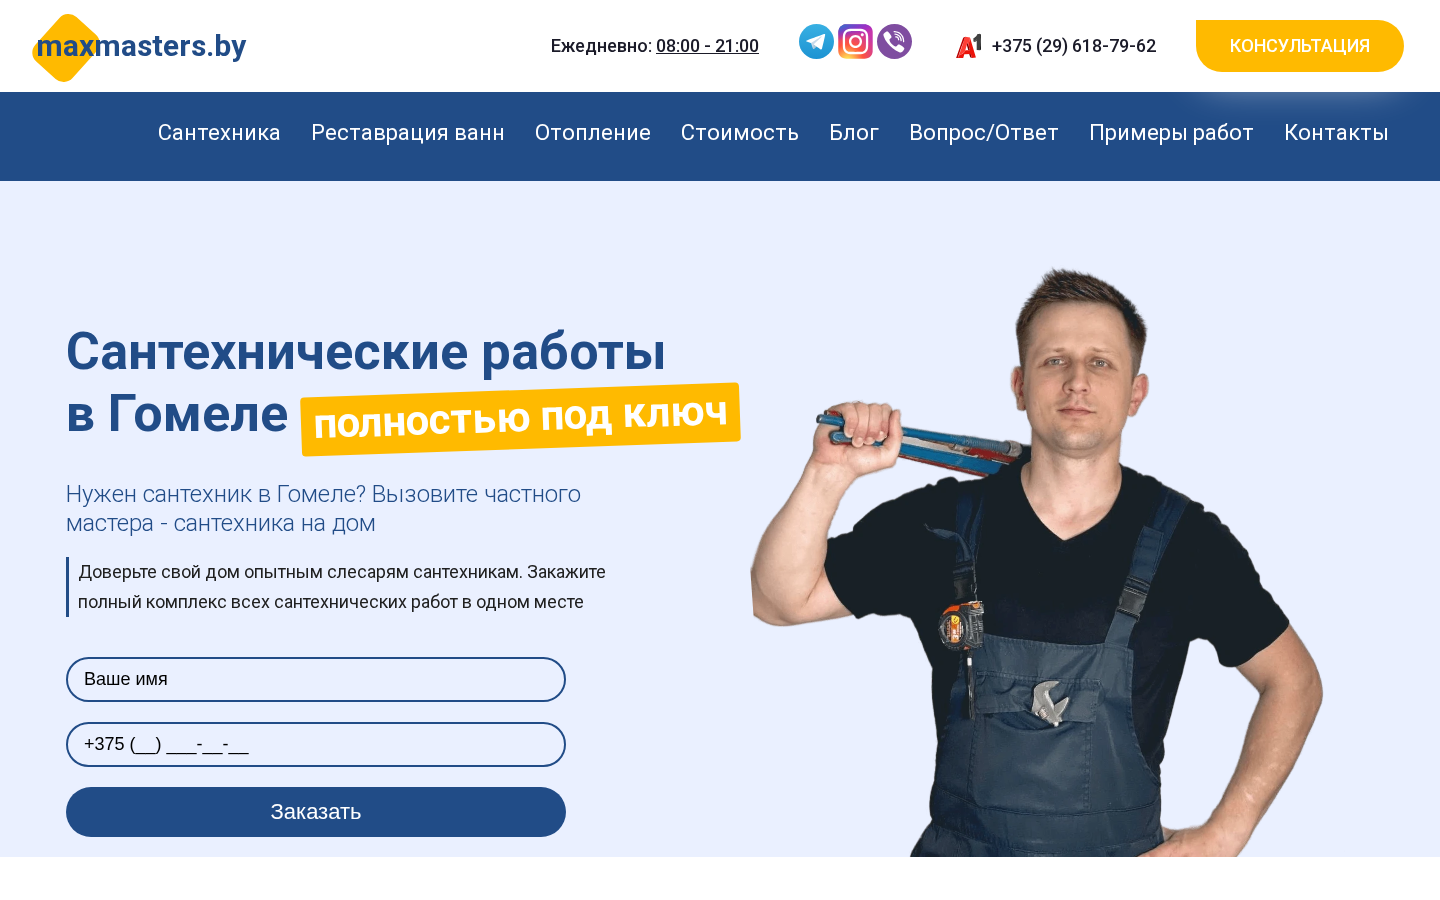 maxmasters.by
Ежедневно: 08:00 - 21:00
A1 +375 (29) 618-79-62
КОНСУЛЬТАЦИЯ
Сантехника Реставрация ванн Отопление Стоимость Блог Вопрос/Ответ Примеры работ Контакты
Сантехнические работы
в Гомеле полностью под ключ
Нужен сантехник в Гомеле? Вызовите частного
мастера - сантехника на дом
Доверьте свой дом опытным слесарям сантехникам. Закажите
полный комплекс всех сантехнических работ в одном месте
Ваше имя
+375 (__) ___-__-__
Заказать